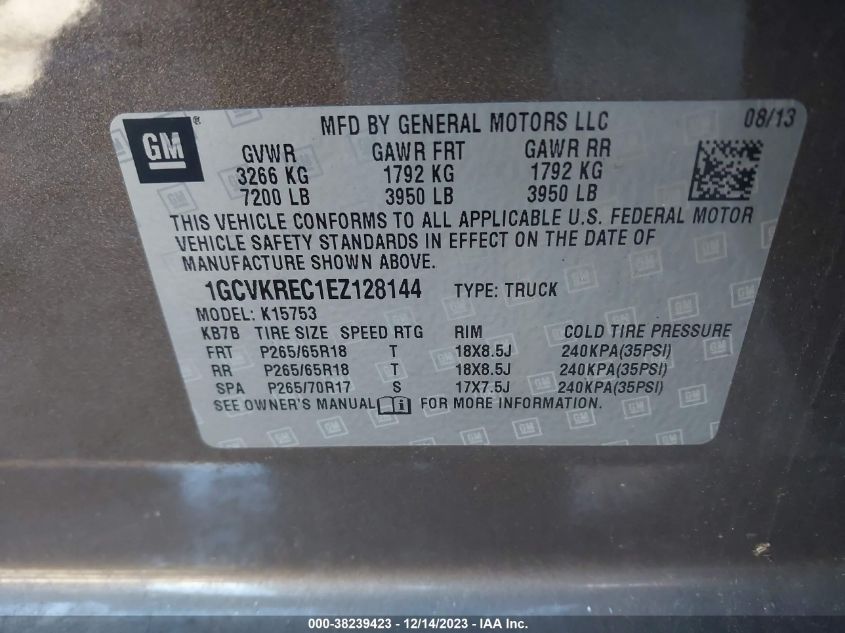 GM ® MFD BY GENERAL MOTORS LLC 08/13
GVWR GAWR FRT GAWR RR
3266 KG 1792 KG 1792 KG
7200 LB 3950 LB 3950 LB
THIS VEHICLE CONFORMS TO ALL APPLICABLE U.S. FEDERAL MOTOR
VEHICLE SAFETY STANDARDS IN EFFECT ON THE DATE OF
MANUFACTURE SHOWN ABOVE.
1GCVKREC1EZ128144 TYPE: TRUCK
MODEL: K15753
KB7B TIRE SIZE SPEED RTG RIM COLD TIRE PRESSURE
FRT P265/65R18 T 18X8.5J 240KPA(35PSI)
RR P265/65R18 T 18X8.5J 240KPA(35PSI)
SPA P265/70R17 S 17X7.5J 240KPA(35PSI)
SEE OWNER'S MANUAL FOR MORE INFORMATION.
000-38239423 - 12/14/2023 - IAA Inc.